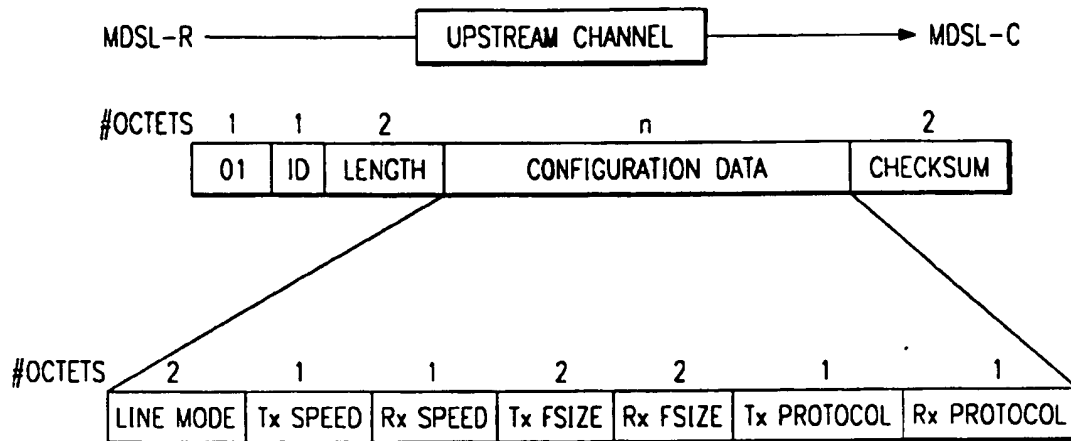 MDSL-R UPSTREAM CHANNEL MDSL-C
#OCTETS 1 1 2 n 2
01 ID LENGTH CONFIGURATION DATA CHECKSUM
#OCTETS 2 1 1 2 2 1 1
LINE MODE Tx SPEED Rx SPEED Tx FSIZE Rx FSIZE Tx PROTOCOL Rx PROTOCOL